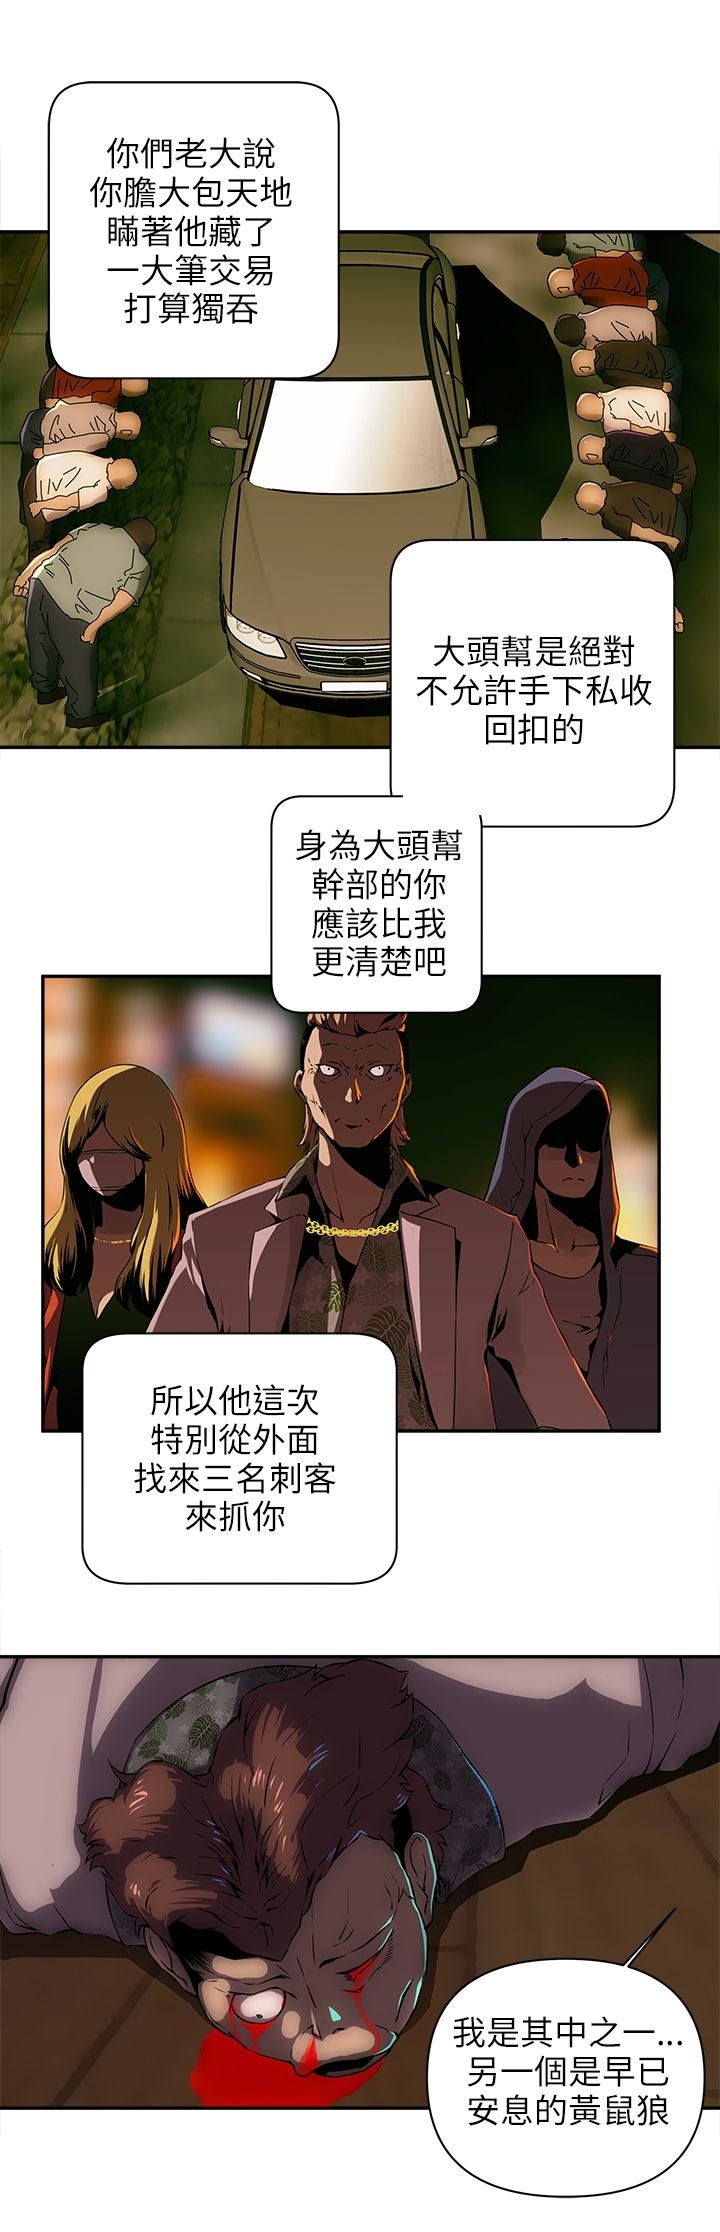 你們老大說
你膽大包天地
瞞著他藏了
一大筆交易
打算獨吞
大頭幫是絕對
不允許手下私收
回扣的
身為大頭幫
幹部的你
應該比我
更清楚吧
所以他這次
特別從外面
找來三名刺客
來抓你
我是其中之一...
另一個是早已
安息的黃鼠狼